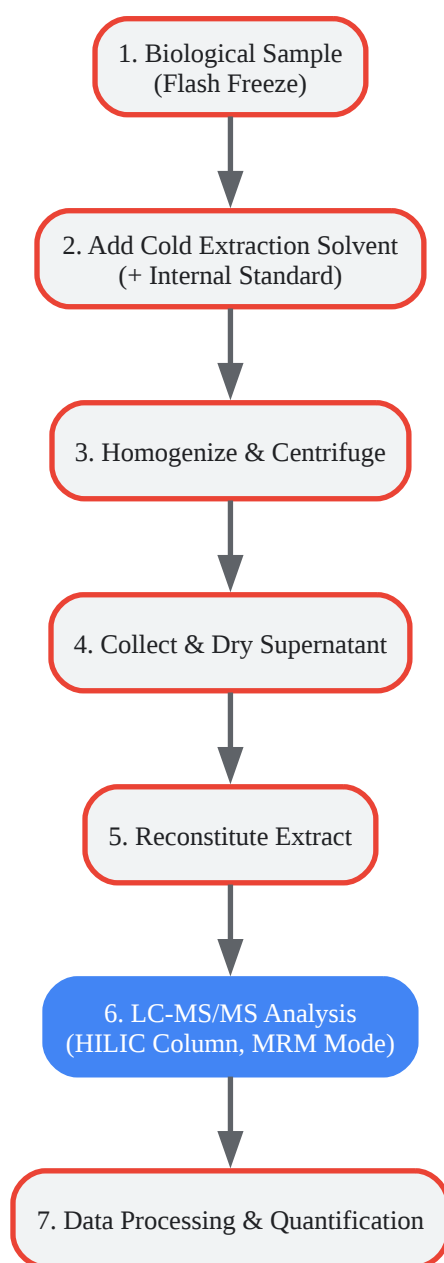 1. Biological Sample
(Flash Freeze)
2. Add Cold Extraction Solvent
(+ Internal Standard)
3. Homogenize & Centrifuge
4. Collect & Dry Supernatant
5. Reconstitute Extract
6. LC-MS/MS Analysis
(HILIC Column, MRM Mode)
7. Data Processing & Quantification